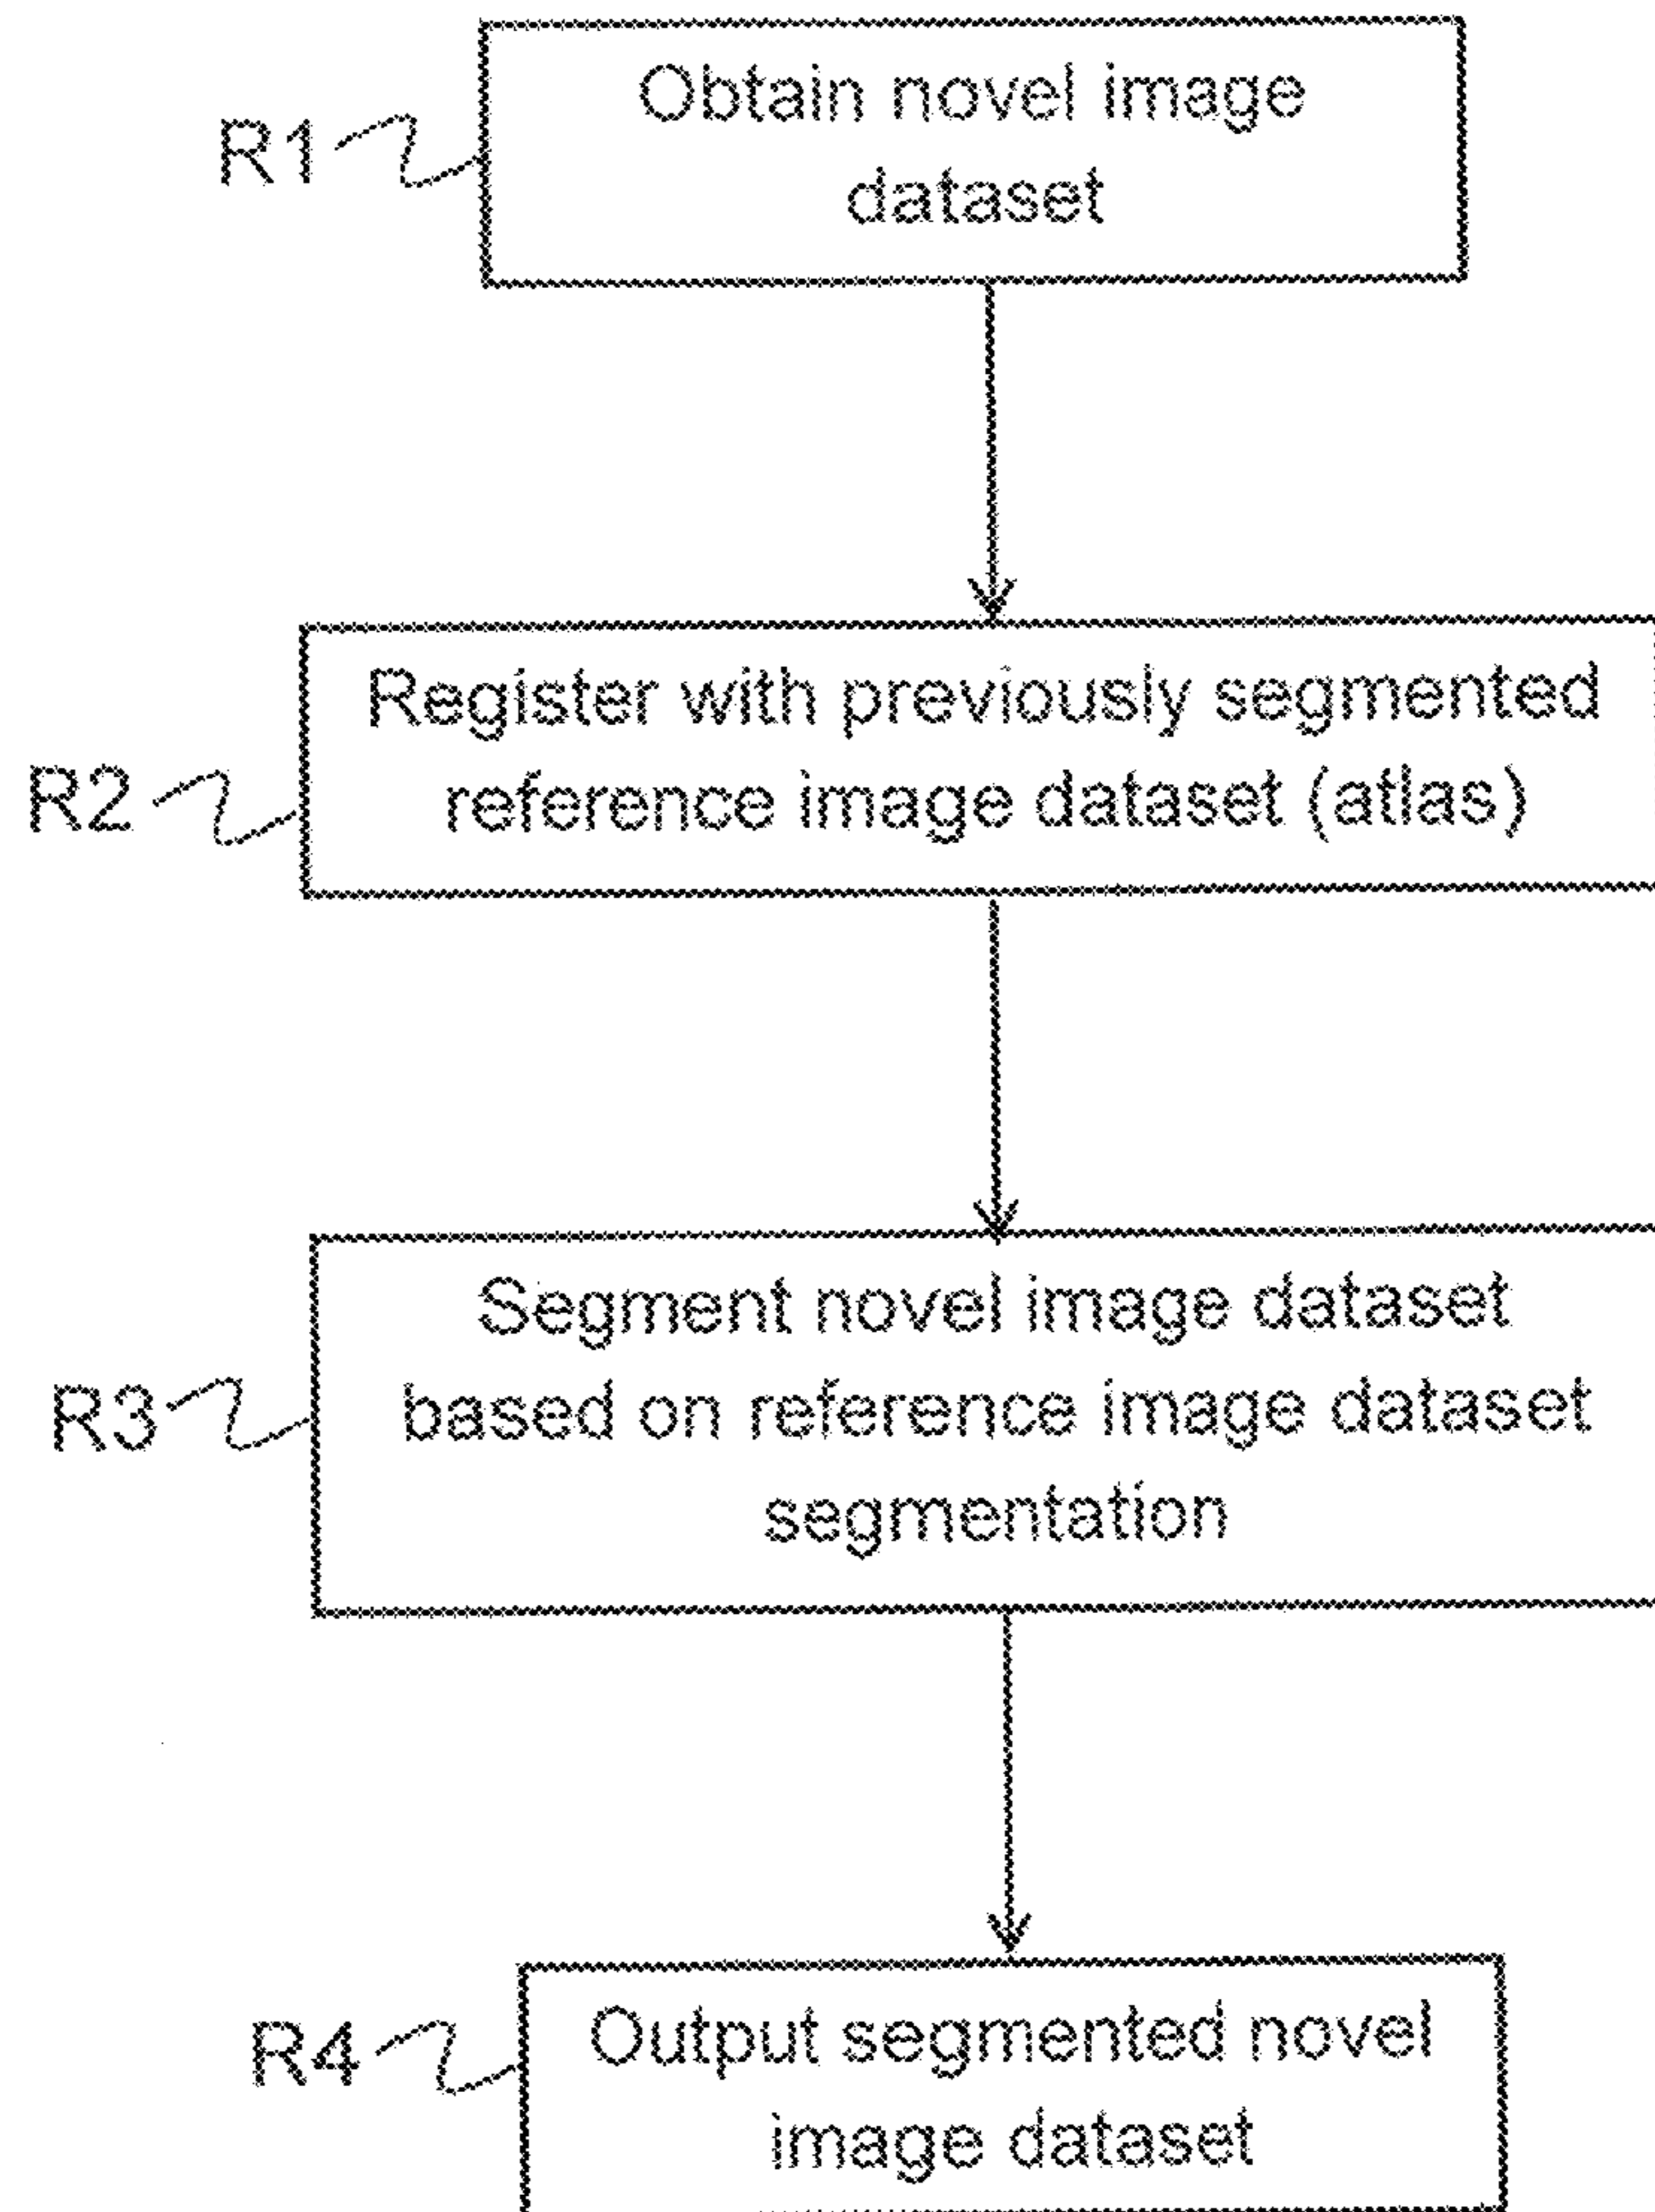 R1
Obtain novel image
dataset
R2
Register with previously segmented
reference image dataset (atlas)
R3
Segment novel image dataset
based on reference image dataset
segmentation
R4
Output segmented novel
image dataset